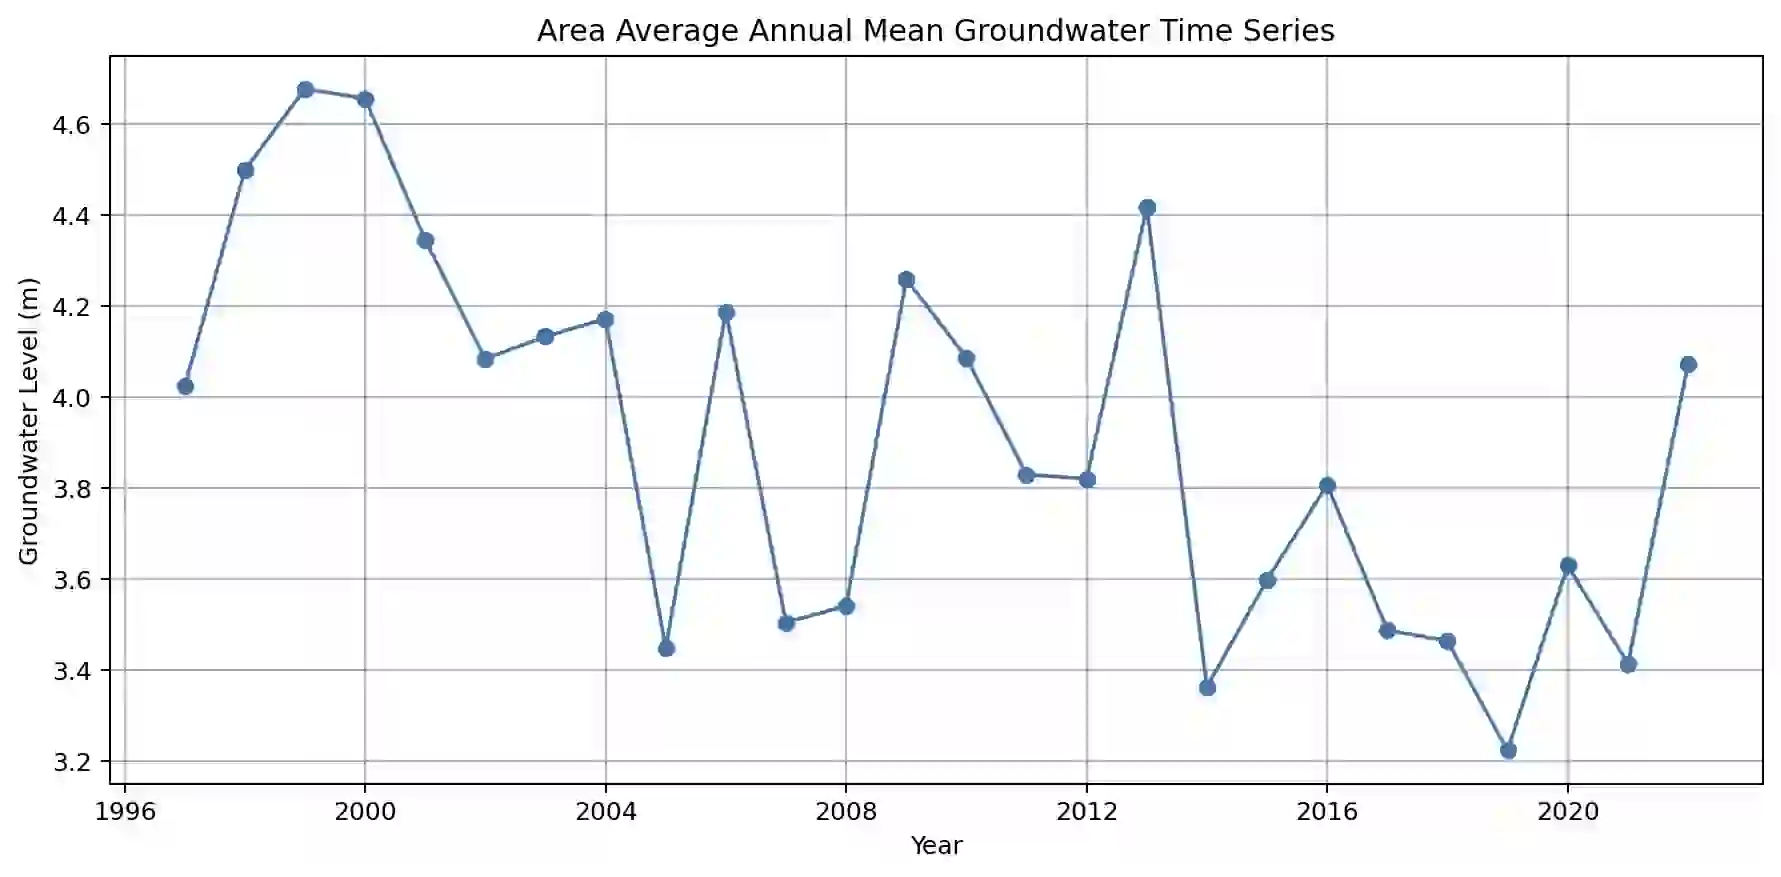 Area Average Annual Mean Groundwater Time Series
Groundwater Level (m)
4.6
4.4
4.2
4.0
3.8
3.6
3.4
3.2
1996 2000 2004 2008 2012 2016 2020
Year